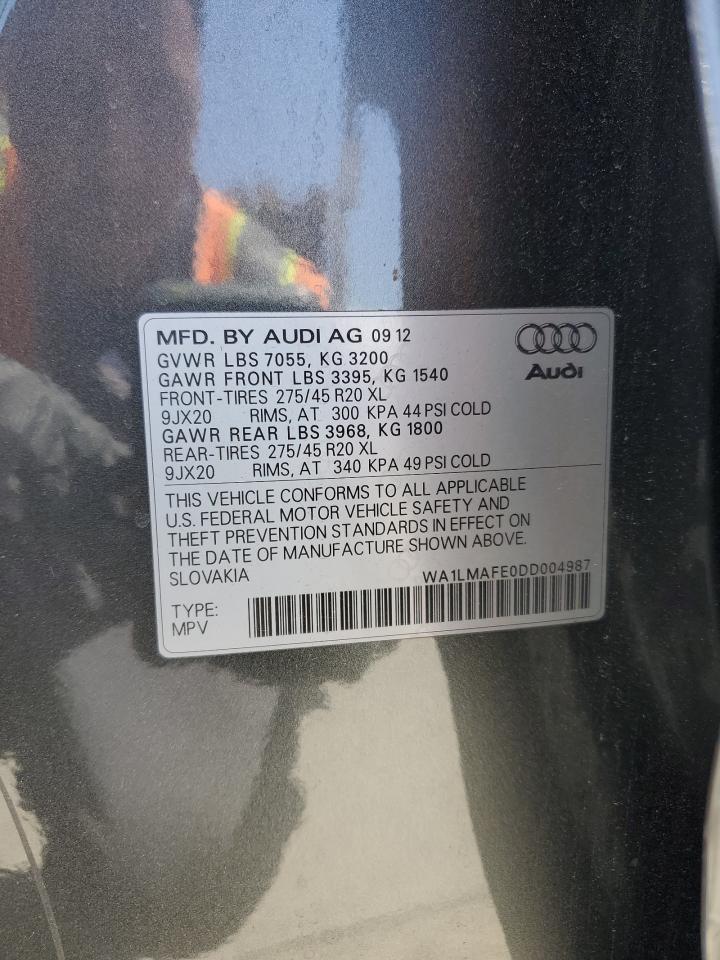 MFD. BY AUDI AG 09 12
GVWR LBS 7055, KG 3200
GAWR FRONT LBS 3395, KG 1540
FRONT-TIRES 275/45 R20 XL
9JX20 RIMS, AT 300 KPA 44 PSI COLD
GAWR REAR LBS 3968, KG 1800
REAR-TIRES 275/45 R20 XL
9JX20 RIMS, AT 340 KPA 49 PSI COLD
Audi
THIS VEHICLE CONFORMS TO ALL APPLICABLE
U.S. FEDERAL MOTOR VEHICLE SAFETY AND
THEFT PREVENTION STANDARDS IN EFFECT ON
THE DATE OF MANUFACTURE SHOWN ABOVE.
SLOVAKIA WA1LMAFE0DD004987
TYPE:
MPV